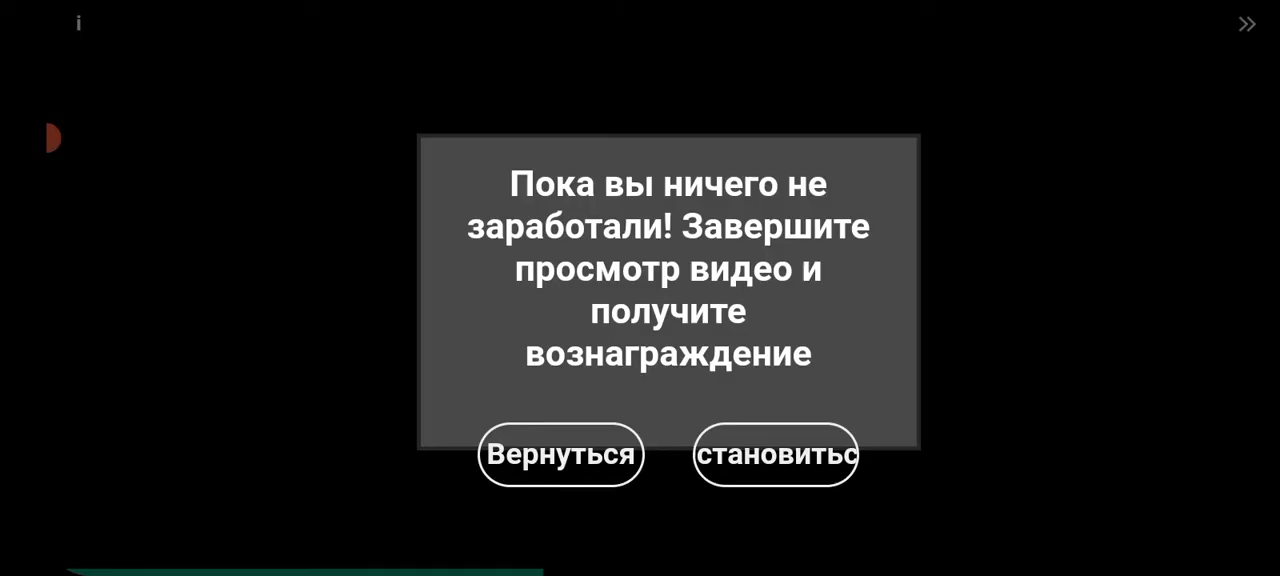 i
Пока вы ничего не
заработали! Завершите
просмотр видео и
получите
вознаграждение
Вернуться
становитьс